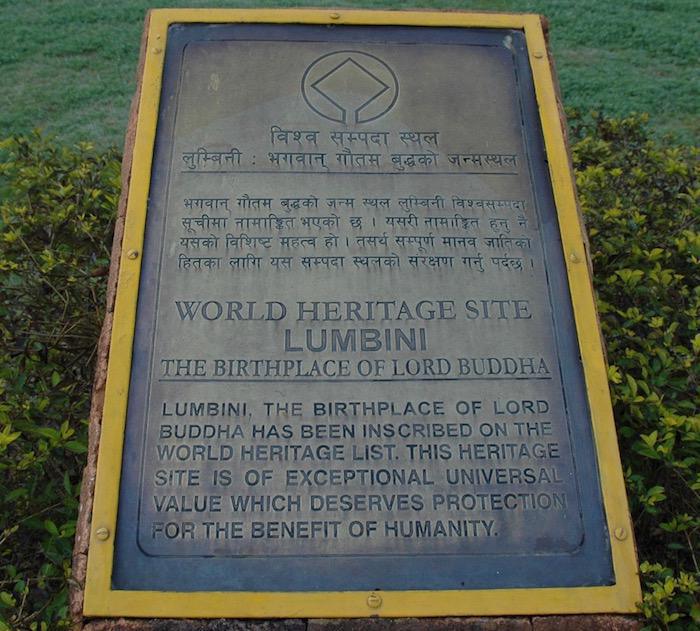 विश्व सम्पदा स्थल
लुम्बिनी : भगवान् गौतम बुद्धको जन्मस्थल
भगवान् गौतम बुद्धको जन्म स्थल लुम्बिनी विश्वसम्पदा
सूचीमा नामाङ्कित भएको छ । यसरी नामाङ्कित हुनु नै
यसको विशिष्ट महत्व हो । तसर्थ सम्पूर्ण मानव जातिको
हितका लागि यस सम्पदा स्थलको संरक्षण गर्नु पर्दछ ।
WORLD HERITAGE SITE
LUMBINI
THE BIRTHPLACE OF LORD BUDDHA
LUMBINI, THE BIRTHPLACE OF LORD
BUDDHA HAS BEEN INSCRIBED ON THE
WORLD HERITAGE LIST. THIS HERITAGE
SITE IS OF EXCEPTIONAL UNIVERSAL
VALUE WHICH DESERVES PROTECTION
FOR THE BENEFIT OF HUMANITY.